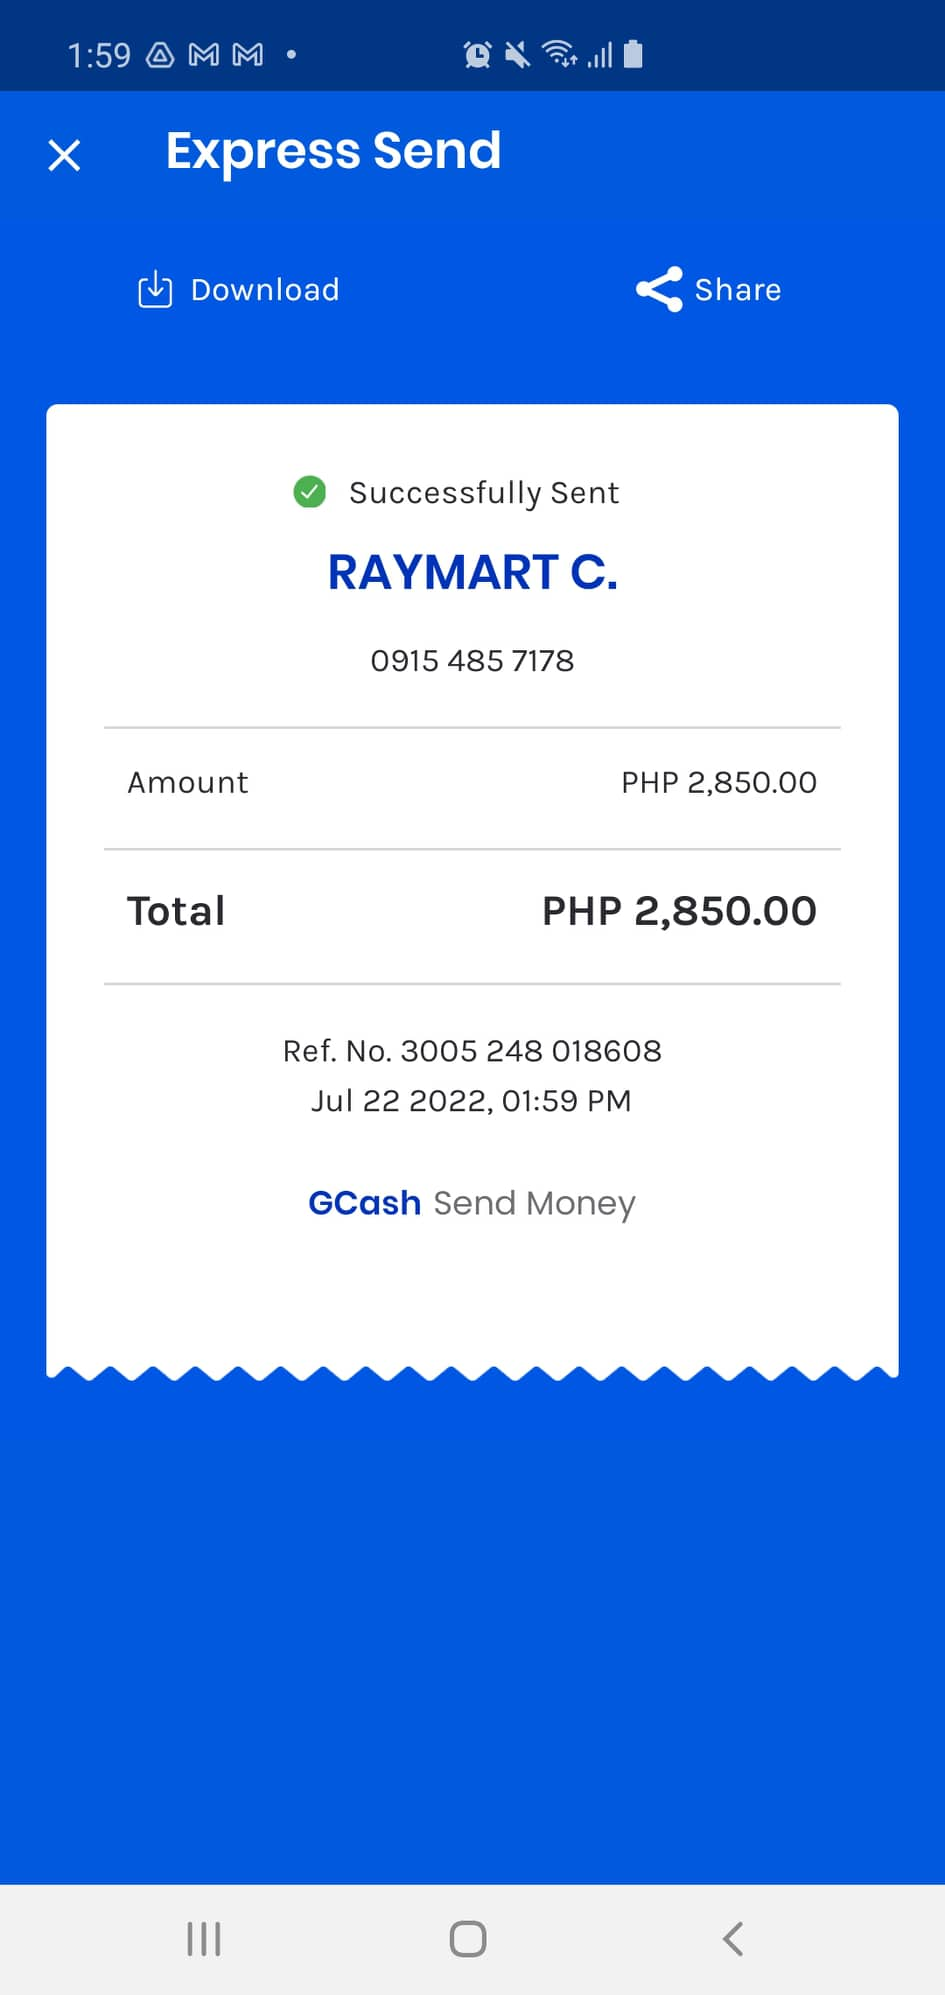 1:59
Express Send
Download
Share
Successfully Sent
RAYMART C.
0915 485 7178
Amount PHP 2,850.00
Total PHP 2,850.00
Ref. No. 3005 248 018608
Jul 22 2022, 01:59 PM
GCash Send Money